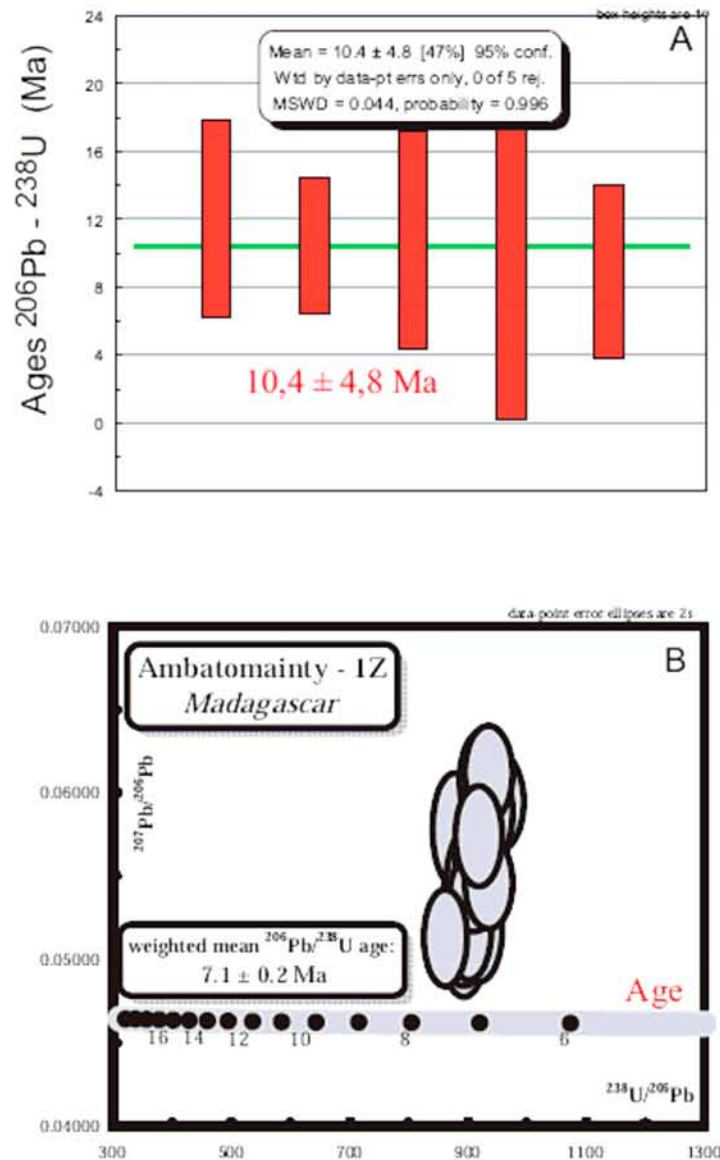 box heights are 1σ
A
24
20
16
12
8
4
0
-4
Ages ²⁰⁶Pb - ²³⁸U (Ma)
Mean = 10.4 ± 4.8 [47%] 95% conf.
Wtd by data-pt errs only, 0 of 5 rej.
MSWD = 0.044, probability = 0.996
10,4 ± 4,8 Ma
data-point error ellipses are 2s
B
0.07000
0.06000
0.05000
0.04000
²⁰⁷Pb/²⁰⁶Pb
Ambatomainty - 1Z
Madagascar
weighted mean ²⁰⁶Pb/²³⁸U age:
7.1 ± 0.2 Ma
Age
16 14 12 10 8 6
²³⁸U/²⁰⁶Pb
300 500 700 900 1100 1300